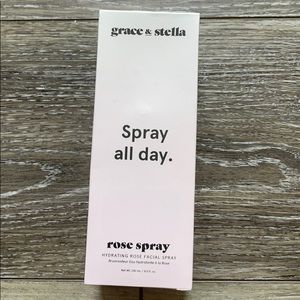 grace & stella
Spray
all day.
rose spray
HYDRATING ROSE FACIAL SPRAY